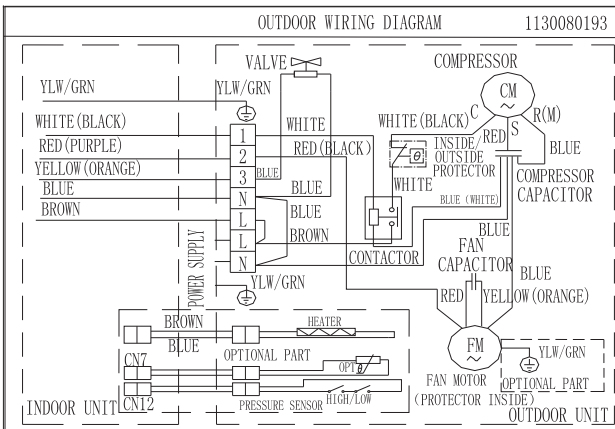 OUTDOOR WIRING DIAGRAM 1130080193
VALVE
COMPRESSOR
YLW/GRN
YLW/GRN
CM
~
C
R(M)
S
WHITE(BLACK)
RED
BLUE
WHITE(BLACK)
RED(PURPLE)
YELLOW(ORANGE)
BLUE
BROWN
1
2
3
N
L
L
N
WHITE
RED(BLACK)
BLUE
BLUE
BLUE
BROWN
INSIDE/
OUTSIDE
PROTECTOR
θ
WHITE
COMPRESSOR
CAPACITOR
BLUE (WHITE)
BLUE
CONTACTOR
FAN
CAPACITOR
BLUE
POWER SUPPLY
YLW/GRN
RED
YELLOW(ORANGE)
BROWN
BLUE
HEATER
OPTIONAL PART
CN7
OPT
θ
CN12
PRESSURE SENSOR
HIGH/LOW
FM
~
YLW/GRN
OPTIONAL PART
FAN MOTOR
(PROTECTOR INSIDE)
INDOOR UNIT
OUTDOOR UNIT